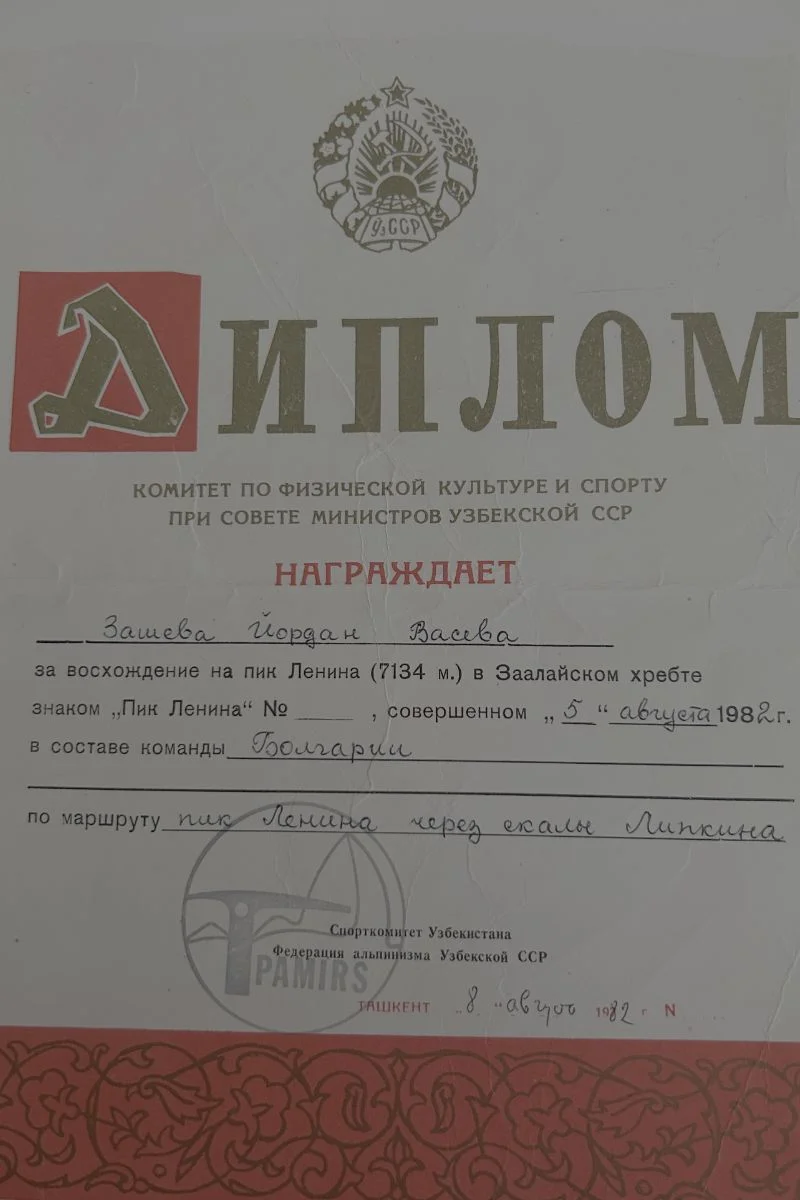 УзССР
ДИПЛОМ
КОМИТЕТ ПО ФИЗИЧЕСКОЙ КУЛЬТУРЕ И СПОРТУ
ПРИ СОВЕТЕ МИНИСТРОВ УЗБЕКСКОЙ ССР
НАГРАЖДАЕТ
Зашева Йордан Васева
за восхождение на пик Ленина (7134 м.) в Заалайском хребте
знаком „Пик Ленина“ № , совершенном „5“ августа 1982 г.
в составе команды Болгарии
по маршруту пик Ленина через скалы Липкина
Спорткомитет Узбекистана
Федерация альпинизма Узбекской ССР
PAMIRS
ТАШКЕНТ „8“ августа 1982 г N